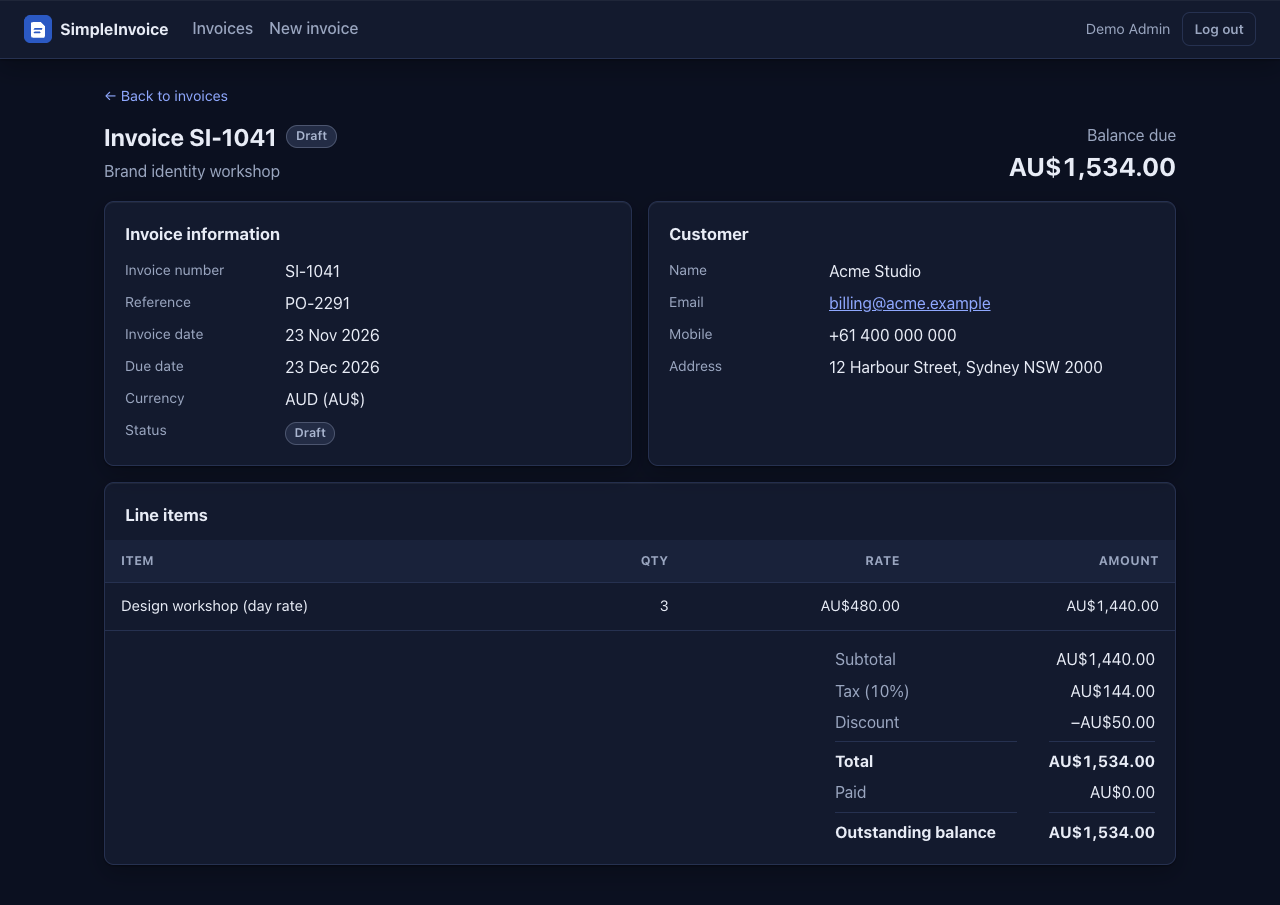 SimpleInvoice Invoices New invoice Demo Admin Log out
← Back to invoices
Invoice SI-1041 Draft
Brand identity workshop
Balance due
AU$1,534.00
Invoice information
Invoice number SI-1041
Reference PO-2291
Invoice date 23 Nov 2026
Due date 23 Dec 2026
Currency AUD (AU$)
Status Draft
Customer
Name Acme Studio
Email billing@acme.example
Mobile +61 400 000 000
Address 12 Harbour Street, Sydney NSW 2000
Line items
ITEM QTY RATE AMOUNT
Design workshop (day rate) 3 AU$480.00 AU$1,440.00
Subtotal AU$1,440.00
Tax (10%) AU$144.00
Discount –AU$50.00
Total AU$1,534.00
Paid AU$0.00
Outstanding balance AU$1,534.00